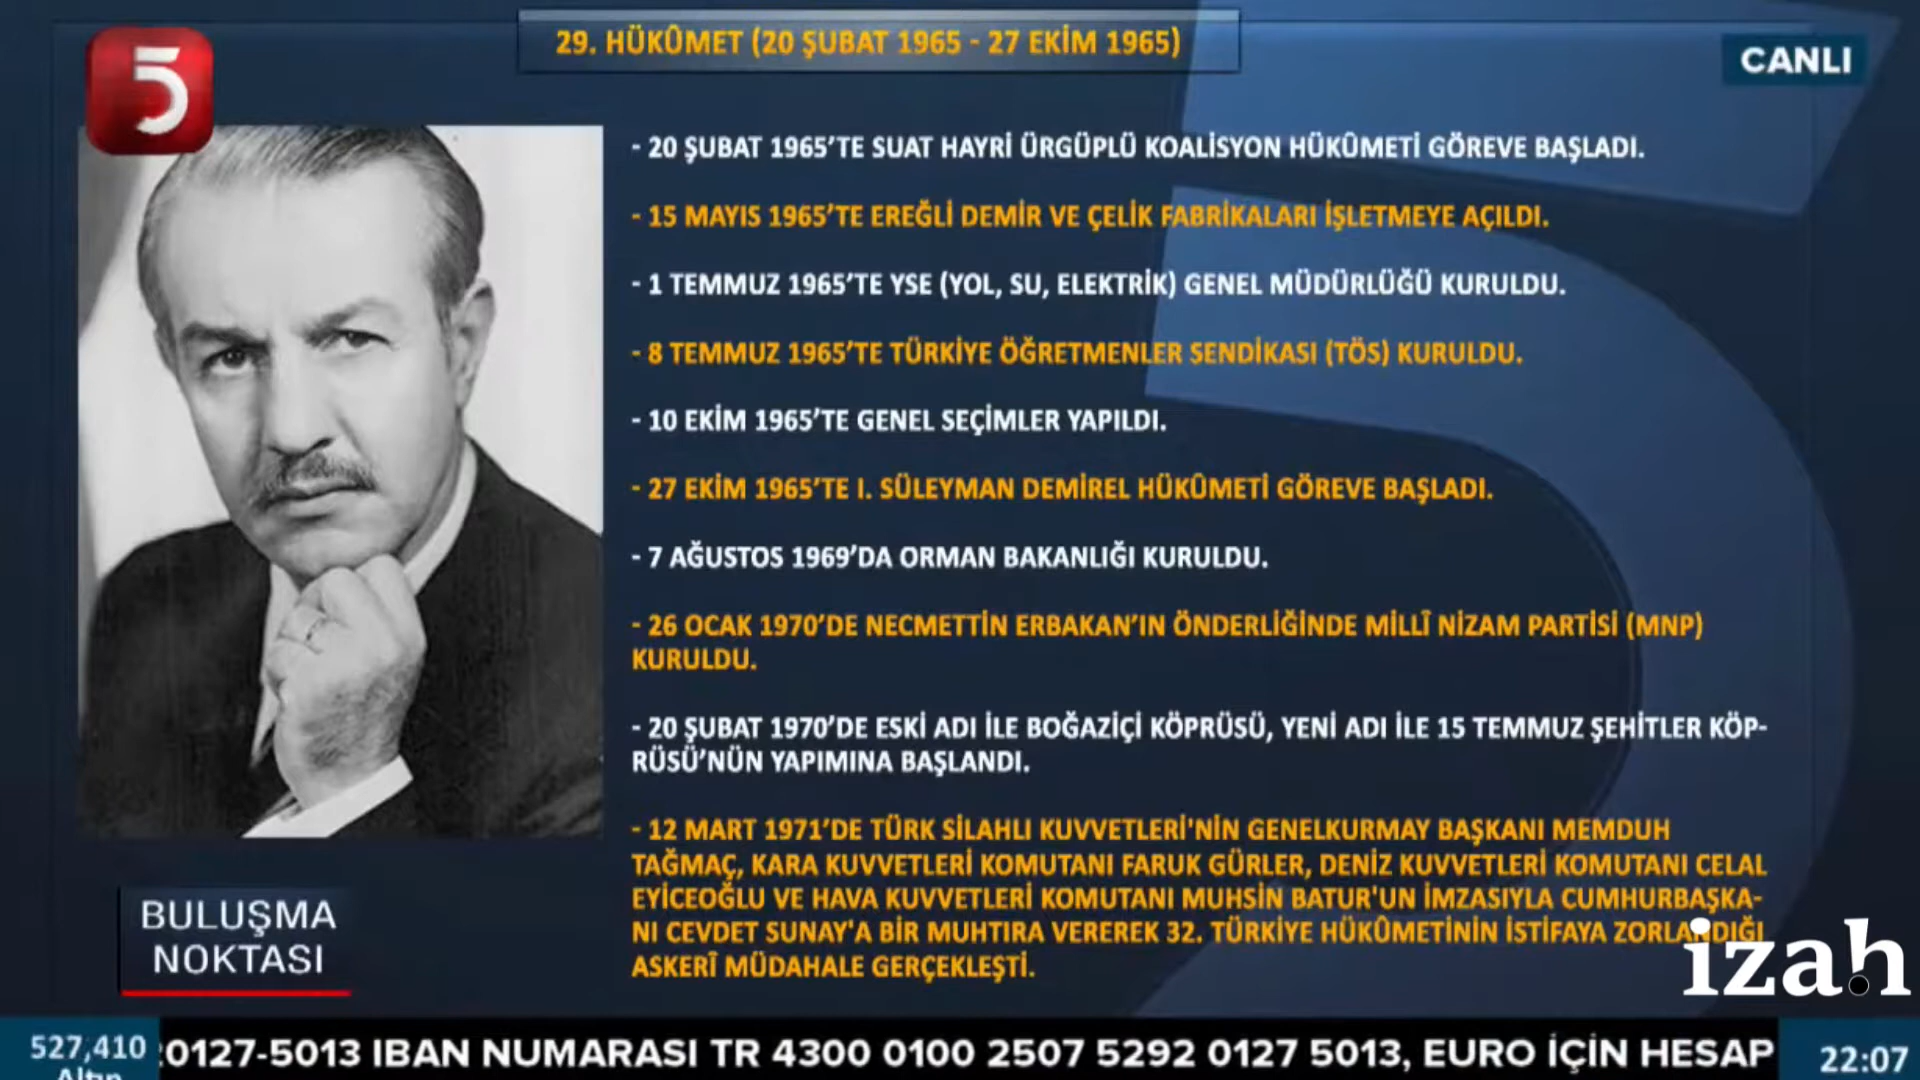 29. HÜKÛMET (20 ŞUBAT 1965 - 27 EKİM 1965)
5
CANLI
- 20 ŞUBAT 1965’TE SUAT HAYRİ ÜRGÜPLÜ KOALİSYON HÜKÛMETİ GÖREVE BAŞLADI.
- 15 MAYIS 1965’TE EREĞLİ DEMİR VE ÇELİK FABRİKALARI İŞLETMEYE AÇILDI.
- 1 TEMMUZ 1965’TE YSE (YOL, SU, ELEKTRİK) GENEL MÜDÜRLÜĞÜ KURULDU.
- 8 TEMMUZ 1965’TE TÜRKİYE ÖĞRETMENLER SENDİKASI (TÖS) KURULDU.
- 10 EKİM 1965’TE GENEL SEÇİMLER YAPILDI.
- 27 EKİM 1965’TE I. SÜLEYMAN DEMİREL HÜKÛMETİ GÖREVE BAŞLADI.
- 7 AĞUSTOS 1969’DA ORMAN BAKANLIĞI KURULDU.
- 26 OCAK 1970’DE NECMETTİN ERBAKAN’IN ÖNDERLİĞİNDE MİLLÎ NİZAM PARTİSİ (MNP)
KURULDU.
- 20 ŞUBAT 1970’DE ESKİ ADI İLE BOĞAZİÇİ KÖPRÜSÜ, YENİ ADI İLE 15 TEMMUZ ŞEHİTLER KÖP-
RÜSÜ’NÜN YAPIMINA BAŞLANDI.
- 12 MART 1971’DE TÜRK SİLAHLI KUVVETLERİ'NİN GENELKURMAY BAŞKANI MEMDUH
TAĞMAÇ, KARA KUVVETLERİ KOMUTANI FARUK GÜRLER, DENİZ KUVVETLERİ KOMUTANI CELAL
EYİCEOĞLU VE HAVA KUVVETLERİ KOMUTANI MUHSİN BATUR'UN İMZASIYLA CUMHURBAŞKA-
NI CEVDET SUNAY'A BİR MUHTIRA VEREREK 32. TÜRKİYE HÜKÛMETİNİN İSTİFAYA ZORLANDIĞI
ASKERÎ MÜDAHALE GERÇEKLEŞTİ.
BULUŞMA
NOKTASI
izah
527,410
Altın
0127-5013 IBAN NUMARASI TR 4300 0100 2507 5292 0127 5013, EURO İÇİN HESAP
22:07